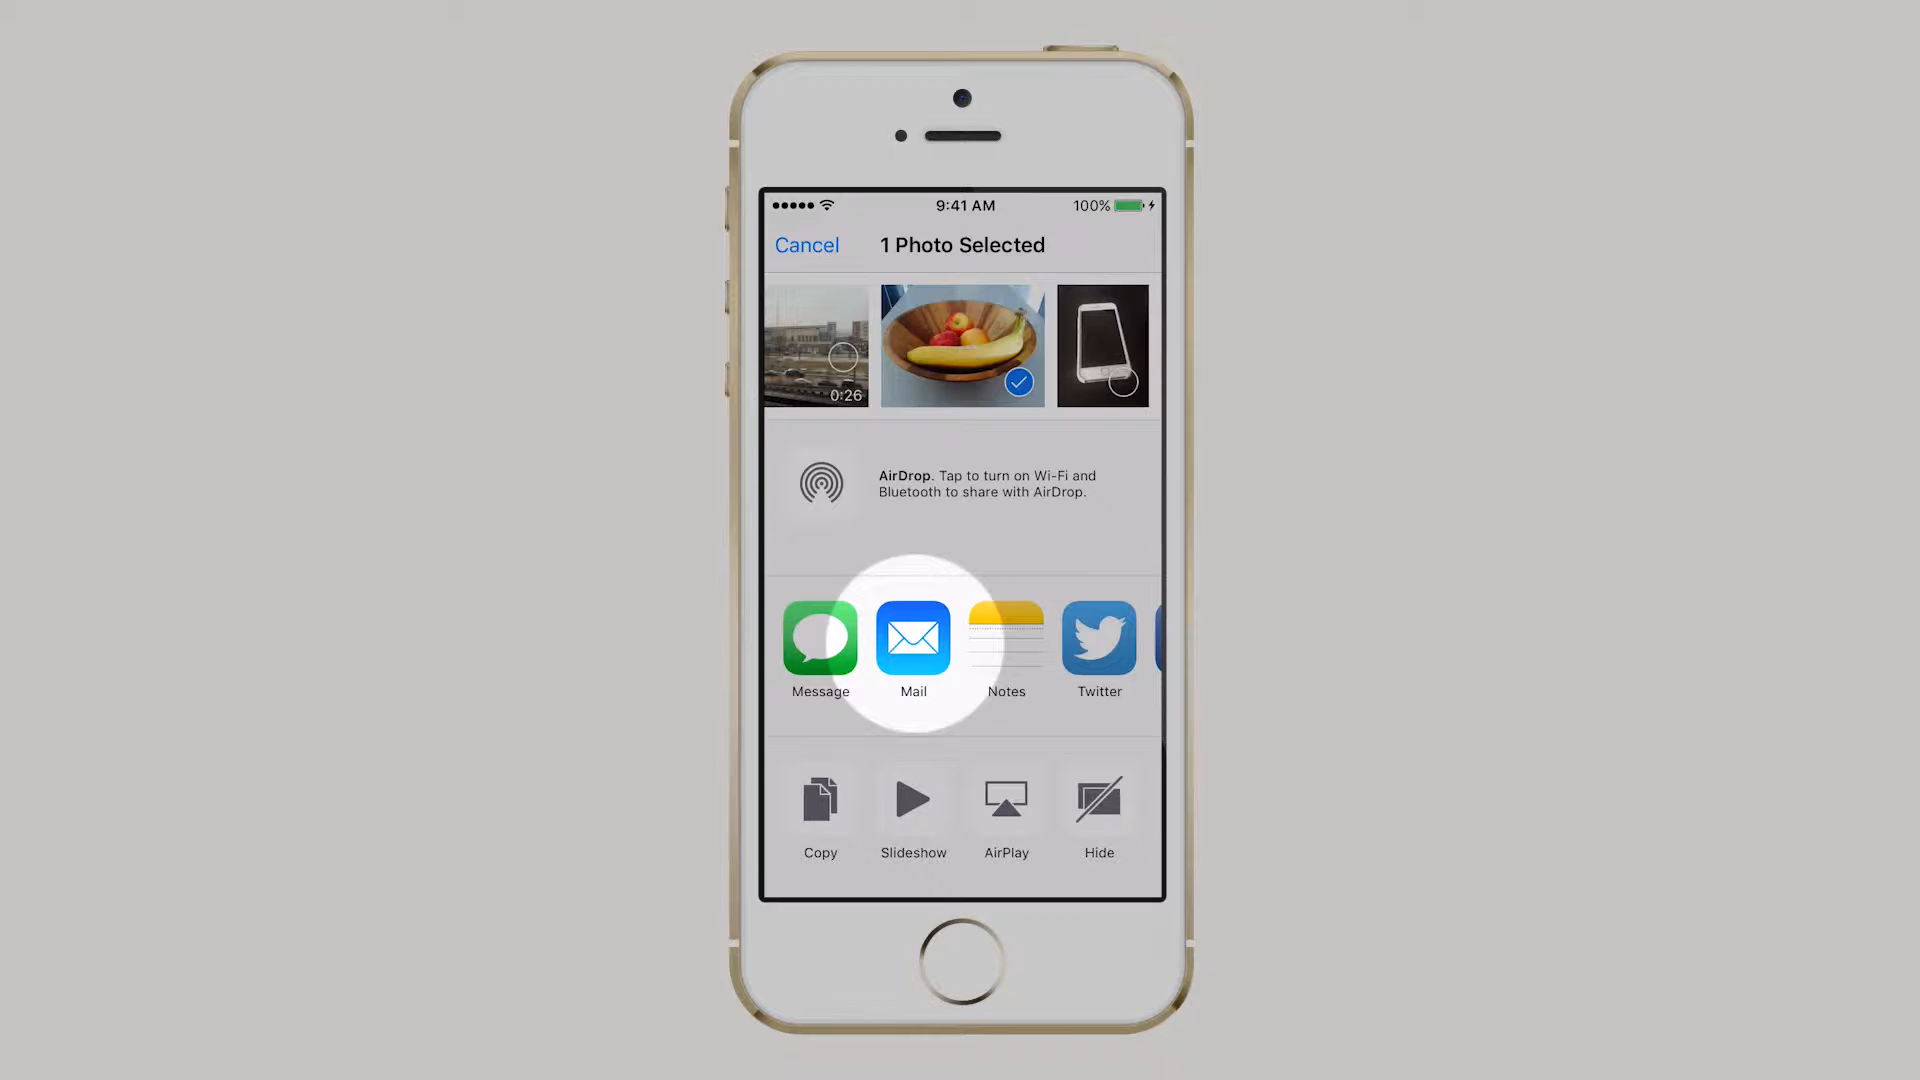 9:41 AM
100%
Cancel
1 Photo Selected
0:26
AirDrop. Tap to turn on Wi-Fi and
Bluetooth to share with AirDrop.
Message
Mail
Notes
Twitter
Copy
Slideshow
AirPlay
Hide